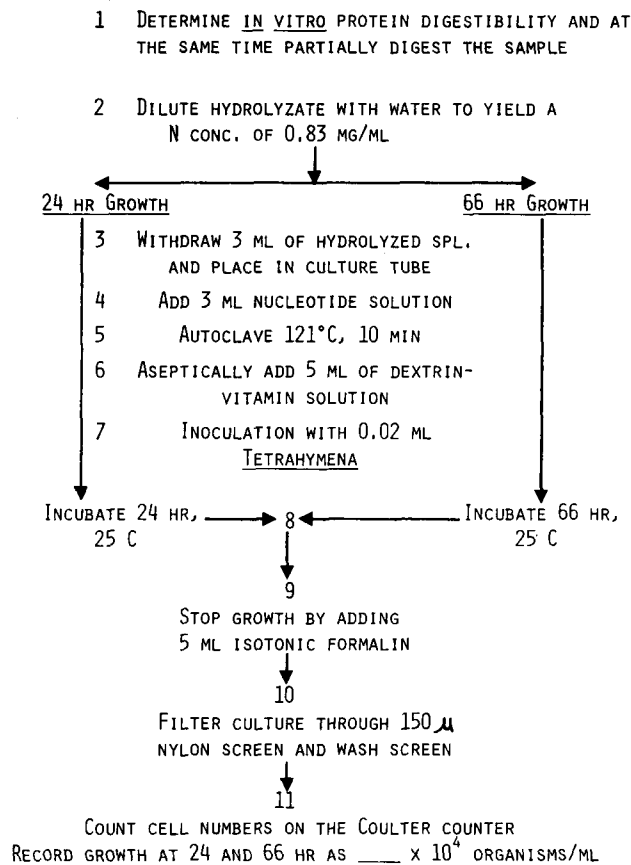 1 DETERMINE IN VITRO PROTEIN DIGESTIBILITY AND AT
THE SAME TIME PARTIALLY DIGEST THE SAMPLE
2 DILUTE HYDROLYZATE WITH WATER TO YIELD A
N CONC. OF 0.83 MG/ML
24 HR GROWTH
66 HR GROWTH
3 WITHDRAW 3 ML OF HYDROLYZED SPL.
AND PLACE IN CULTURE TUBE
4 ADD 3 ML NUCLEOTIDE SOLUTION
5 AUTOCLAVE 121°C, 10 MIN
6 ASEPTICALLY ADD 5 ML OF DEXTRIN-
VITAMIN SOLUTION
7 INOCULATION WITH 0.02 ML
TETRAHYMENA
INCUBATE 24 HR,
25 C
8
INCUBATE 66 HR,
25 C
9
STOP GROWTH BY ADDING
5 ML ISOTONIC FORMALIN
10
FILTER CULTURE THROUGH 150 μ
NYLON SCREEN AND WASH SCREEN
11
COUNT CELL NUMBERS ON THE COULTER COUNTER
RECORD GROWTH AT 24 AND 66 HR AS ___ X 10⁴ ORGANISMS/ML